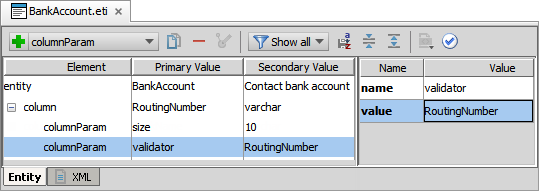 BankAccount.eti ×
columnParam Show all
Element Primary Value Secondary Value Name Value
entity BankAccount Contact bank account name validator
column RoutingNumber varchar value RoutingNumber
columnParam size 10
columnParam validator RoutingNumber
Entity XML